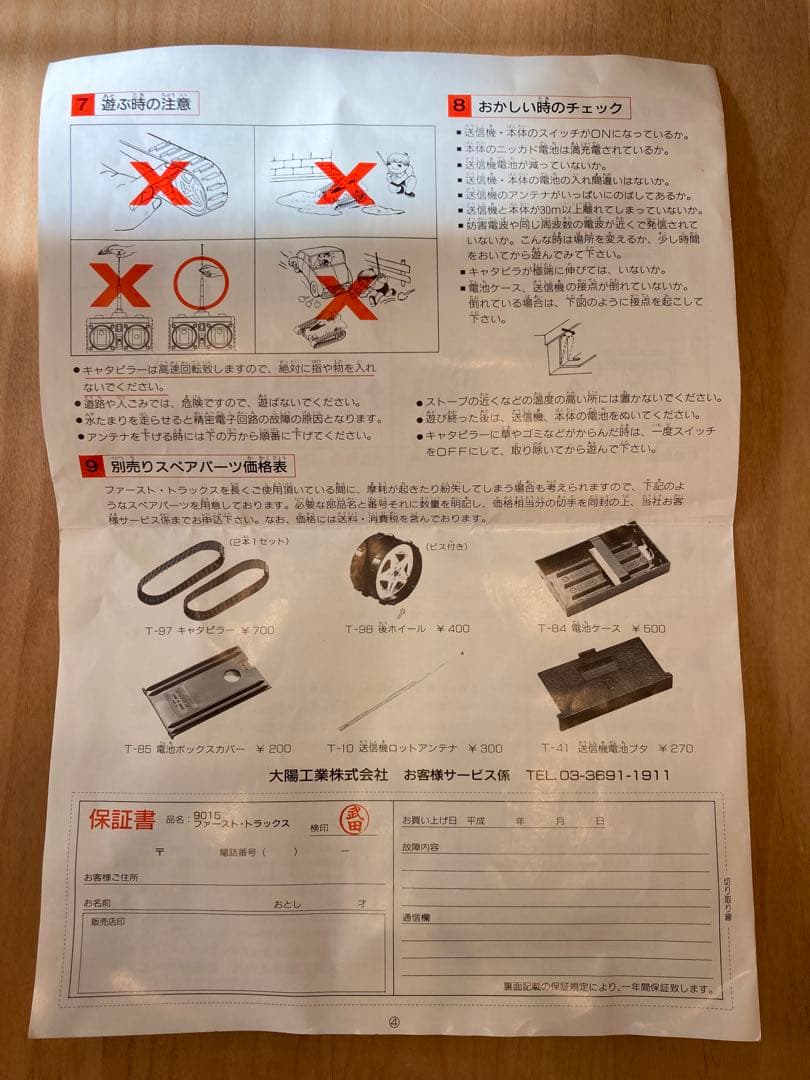 7 遊ぶ時の注意
●キャタピラーは高速回転致しますので、絶対に指や物を入れ
ないでください。
●道路や人ごみでは、危険ですので、遊ばないでください。
●水たまりを走らせると精密電子回路の故障の原因となります。
●アンテナを下げる時には下の方から順番に下げてください。
8 おかしい時のチェック
■送信機・本体のスイッチがONになっているか。
■本体のニッカド電池は満充電されているか。
■送信機電池が減っていないか。
■送信機・本体の電池の入れ間違いはないか。
■送信機のアンテナがいっぱいにのばしてあるか。
■送信機と本体が30m以上離れてしまっていないか。
■妨害電波や同じ周波数の電波が近くで発信されて
いないか。こんな時は場所を変えるか、少し時間
をおいてから遊んでみて下さい。
■キャタピラが極端に伸びては、いないか。
■電池ケース、送信機の接点が倒れていないか。
倒れている場合は、下図のように接点を起こして
下さい。
●ストーブの近くなどの温度の高い所には置かないでください。
●遊び終った後は、送信機、本体の電池をぬいてください。
●キャタピラーに草やゴミなどがからんだ時は、一度スイッチ
をOFFにして、取り除いてから遊んで下さい。
9 別売りスペアパーツ価格表
ファースト・トラックスを長くご使用頂いている間に、摩耗が起きたり紛失してしまう場合も考えられますので、下記のよ
うなスペアパーツを用意しております。必要な部品名と番号それに数量を明記し、価格相当分の切手を同封の上、当社お客
様サービス係までお申込下さい。なお、価格には送料・消費税を含んでおります。
(2本1セット)
(ビス付き)
T-97 キャタピラー ¥700
T-98 後ホイール ¥400
T-84 電池ケース ¥500
T-85 電池ボックスカバー ¥200
T-10 送信機ロットアンテナ ¥300
T-41 送信機電池ブタ ¥270
大陽工業株式会社 お客様サービス係 TEL.03-3691-1911
保証書
品名:9015
ファースト・トラックス
検印
武田
〒 電話番号( ) ー
お客様ご住所
お名前 おとし 才
販売店印
お買い上げ日 平成 年 月 日
故障内容
通信欄
裏面記載の保証規定により、一年間保証致します。
切り取り線
④